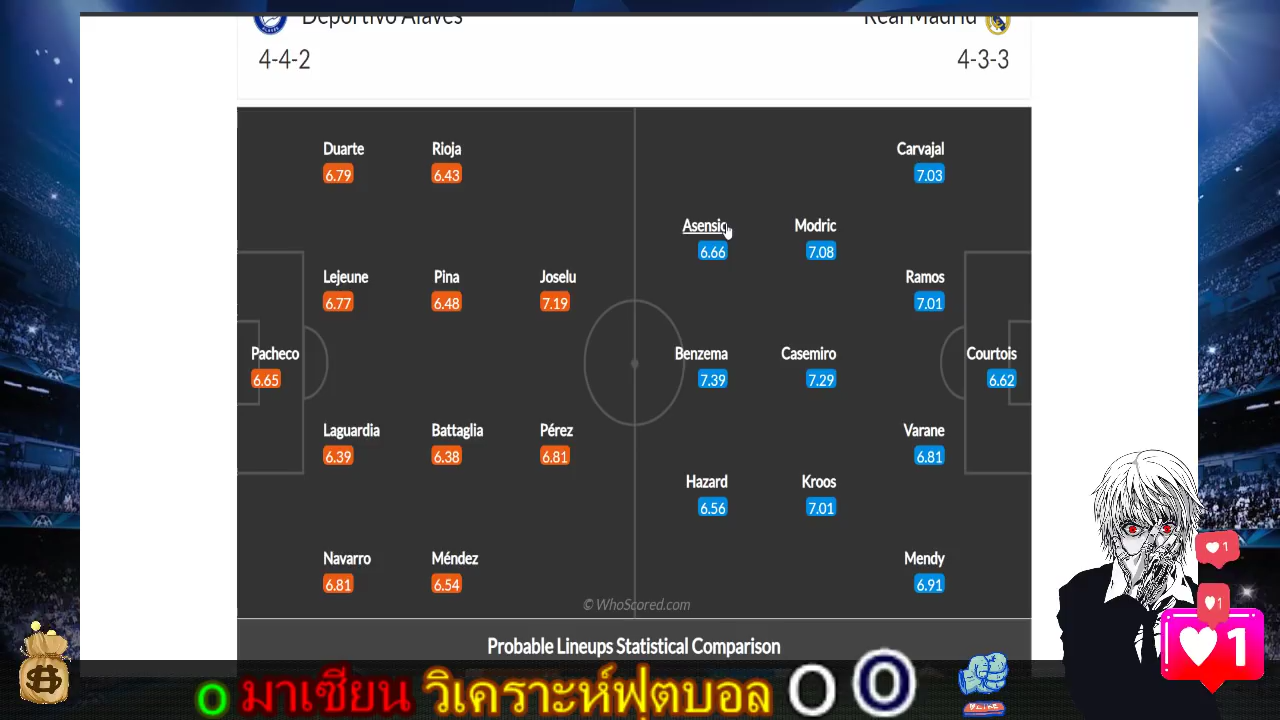 Deportivo Alavés
Real Madrid
4-4-2
4-3-3
Duarte
6.79
Rioja
6.43
Carvajal
7.03
Asensio
6.66
Modric
7.08
Lejeune
6.77
Pina
6.48
Joselu
7.19
Ramos
7.01
Pacheco
6.65
Benzema
7.39
Casemiro
7.29
Courtois
6.62
Laguardia
6.39
Battaglia
6.38
Pérez
6.81
Varane
6.81
Hazard
6.56
Kroos
7.01
Navarro
6.81
Méndez
6.54
Mendy
6.91
© WhoScored.com
Probable Lineups Statistical Comparison
1
1
1
o มาเซียน วิเคราะห์ฟุตบอล O O